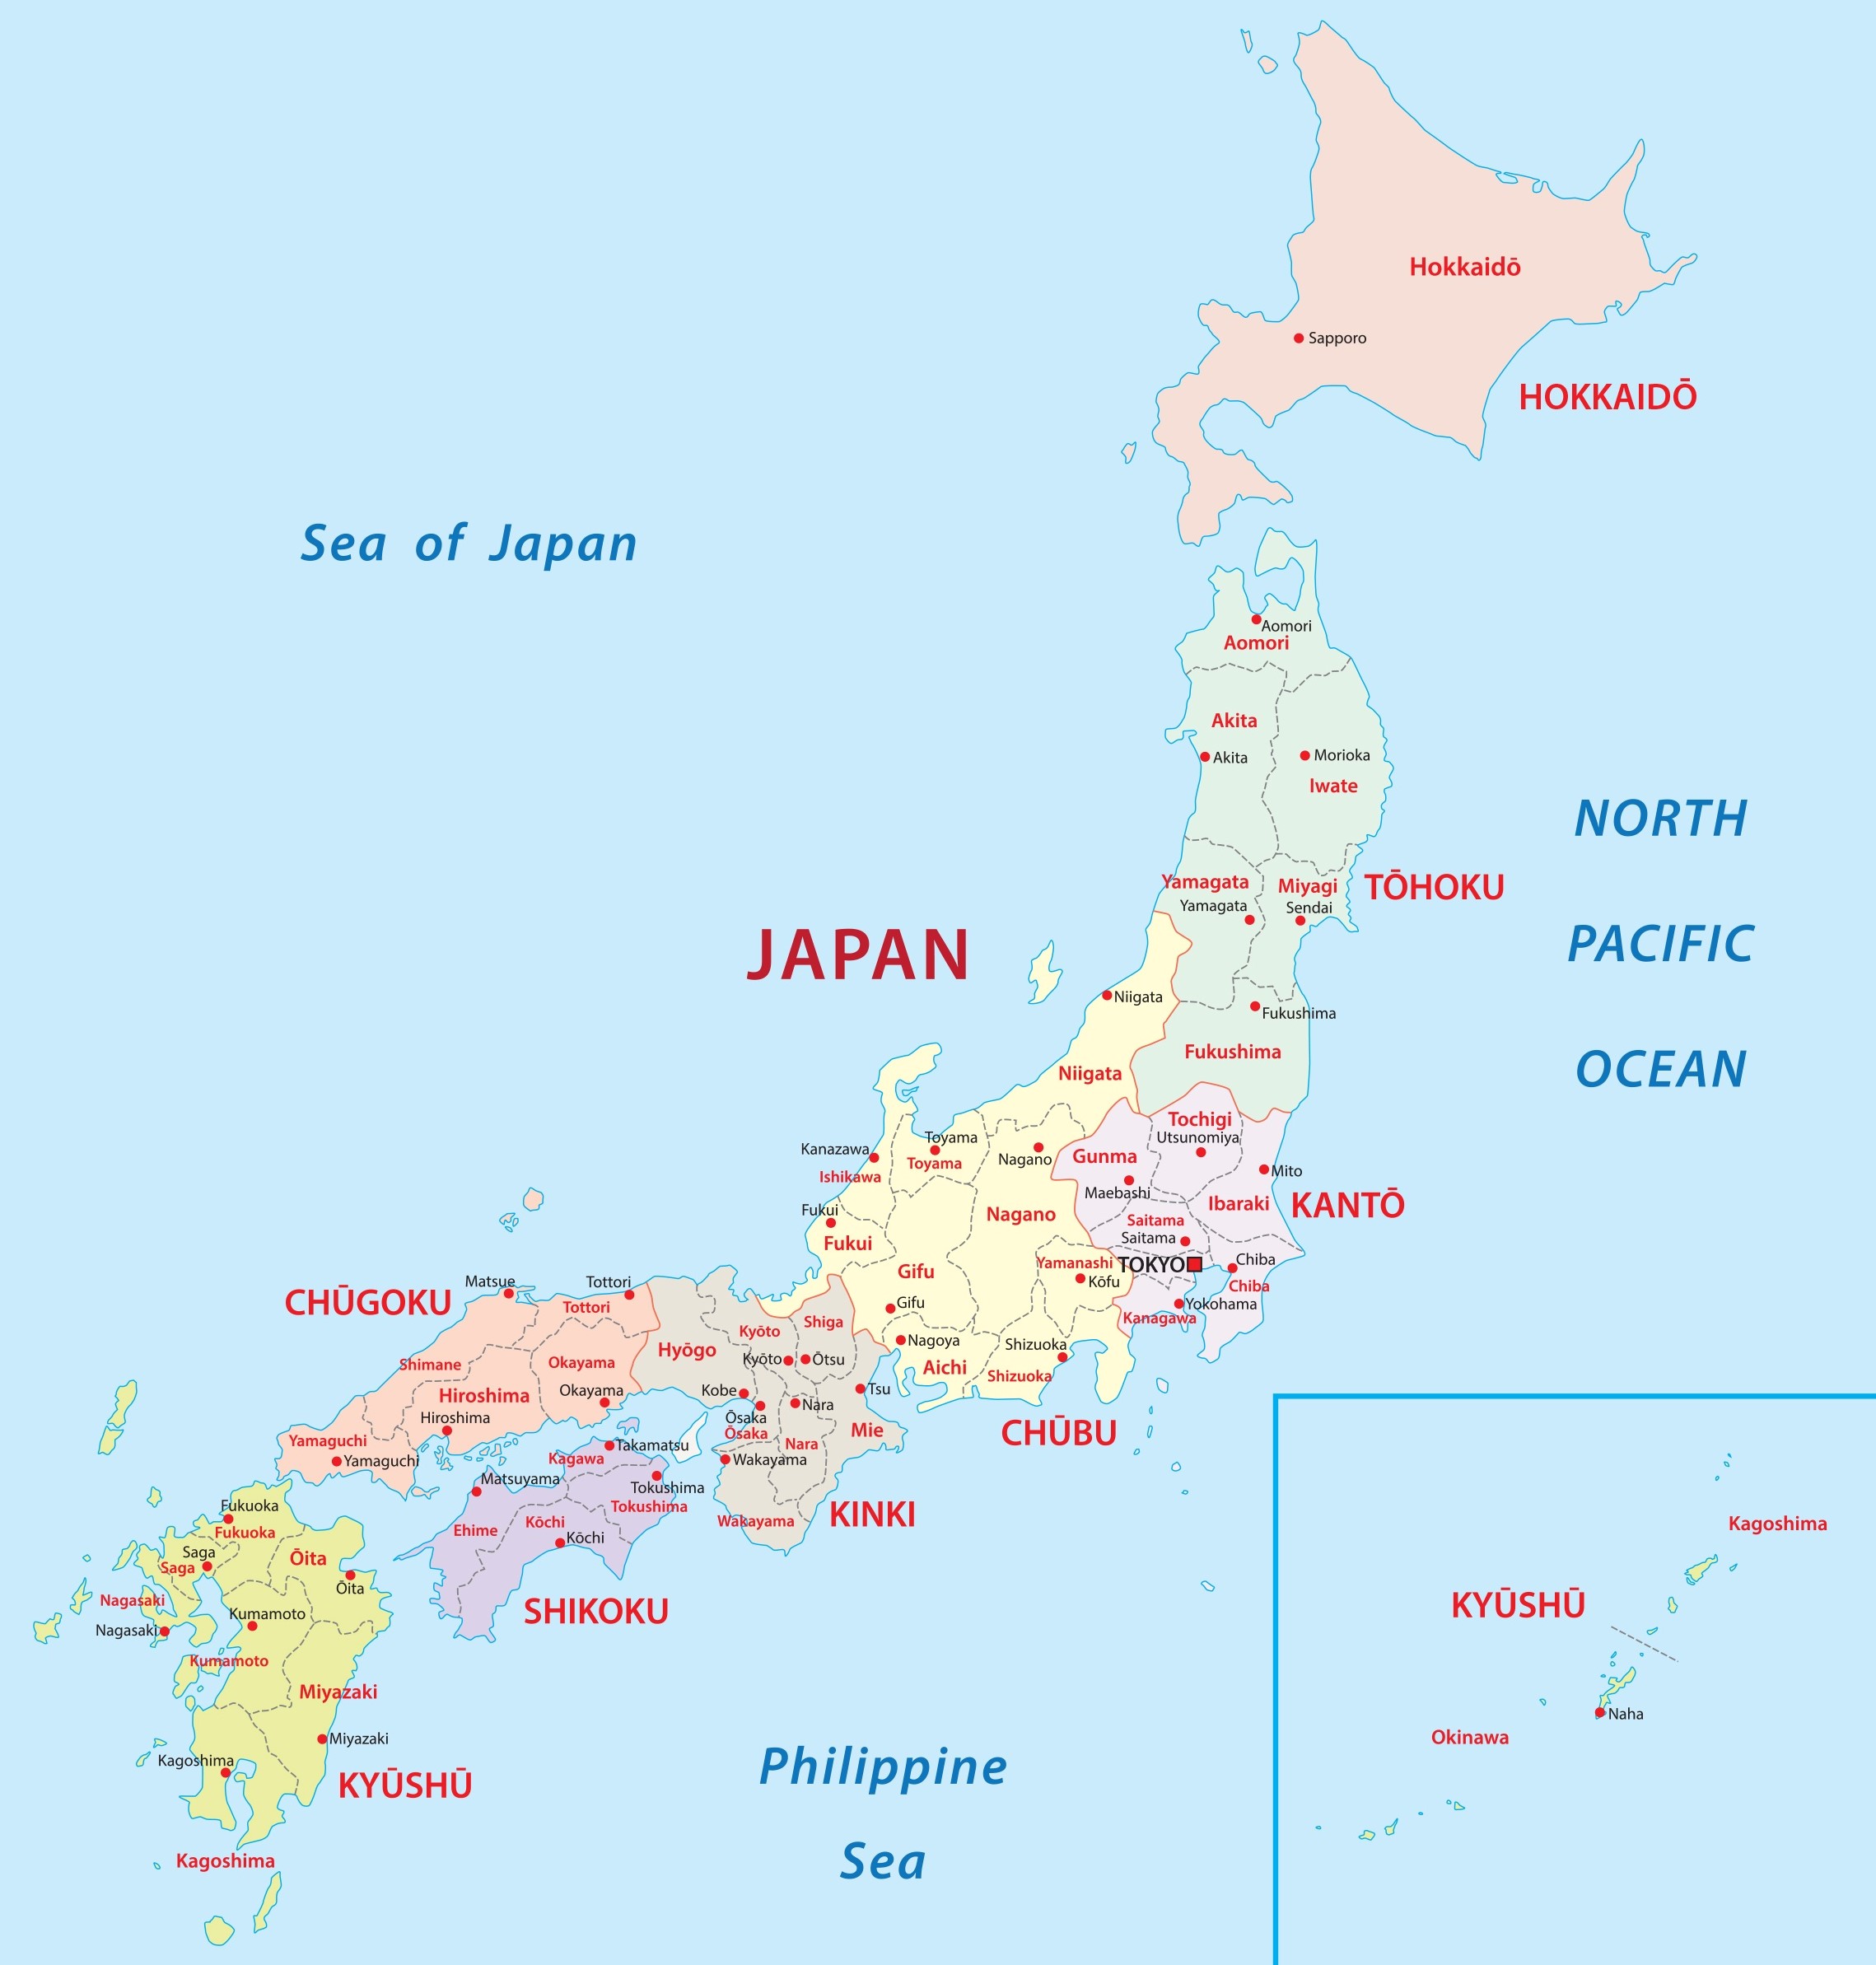 Hokkaidō
Sapporo
HOKKAIDŌ
Sea of Japan
Aomori
Aomori
Akita
Akita
Morioka
Iwate
NORTH
PACIFIC
OCEAN
Yamagata
Yamagata
Miyagi
Sendai
TŌHOKU
JAPAN
Niigata
Fukushima
Fukushima
Niigata
Tochigi
Utsunomiya
Kanazawa
Ishikawa
Toyama
Toyama
Nagano
Gunma
Maebashi
Mito
Ibaraki
KANTŌ
Fukui
Fukui
Nagano
Saitama
Saitama
Gifu
Gifu
Yamanashi
Kōfu
TOKYO
Chiba
Chiba
Yokohama
Kanagawa
CHŪGOKU
Matsue
Tottori
Tottori
Kyōto
Shiga
Hyōgo
Kyōto
Ōtsu
Nagoya
Aichi
Shizuoka
Shizuoka
CHŪBU
Shimane
Okayama
Okayama
Hiroshima
Hiroshima
Kobe
Ōsaka
Ōsaka
Nara
Nara
Tsu
Mie
Yamaguchi
Yamaguchi
Kagawa
Takamatsu
Wakayama
Wakayama
KINKI
Matsuyama
Tokushima
Tokushima
Ehime
Kōchi
Kōchi
SHIKOKU
Fukuoka
Fukuoka
Saga
Saga
Ōita
Ōita
Nagasaki
Nagasaki
Kumamoto
Kumamoto
Miyazaki
Miyazaki
Kagoshima
KYŪSHŪ
Kagoshima
Philippine
Sea
Kagoshima
KYŪSHŪ
Naha
Okinawa